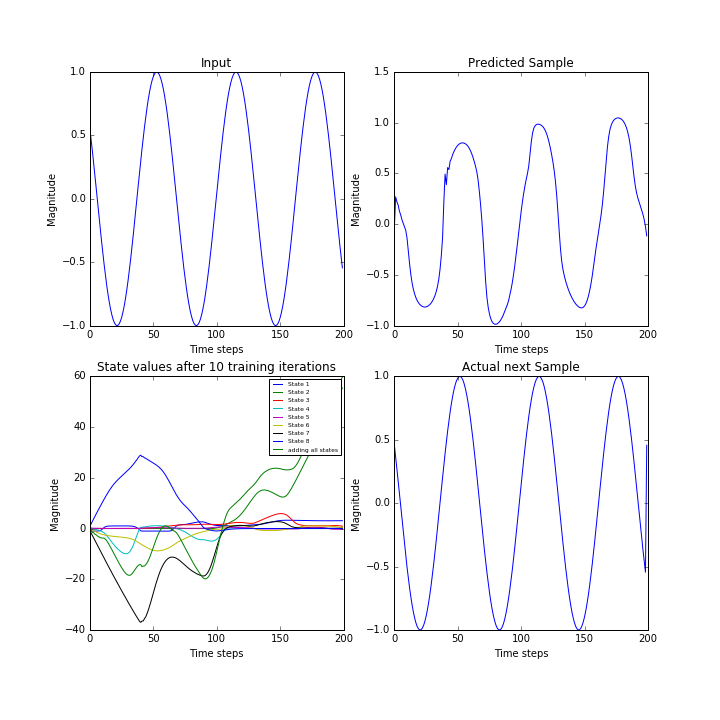 Input
Magnitude
1.0
0.5
0.0
−0.5
−1.0
0
50
100
150
200
Time steps
Predicted Sample
Magnitude
1.5
1.0
0.5
0.0
−0.5
−1.0
0
50
100
150
200
Time steps
State values after 10 training iterations
Magnitude
60
40
20
0
−20
−40
0
50
100
150
200
Time steps
State 1
State 2
State 3
State 4
State 5
State 6
State 7
State 8
adding all states
Actual next Sample
Magnitude
1.0
0.5
0.0
−0.5
−1.0
0
50
100
150
200
Time steps